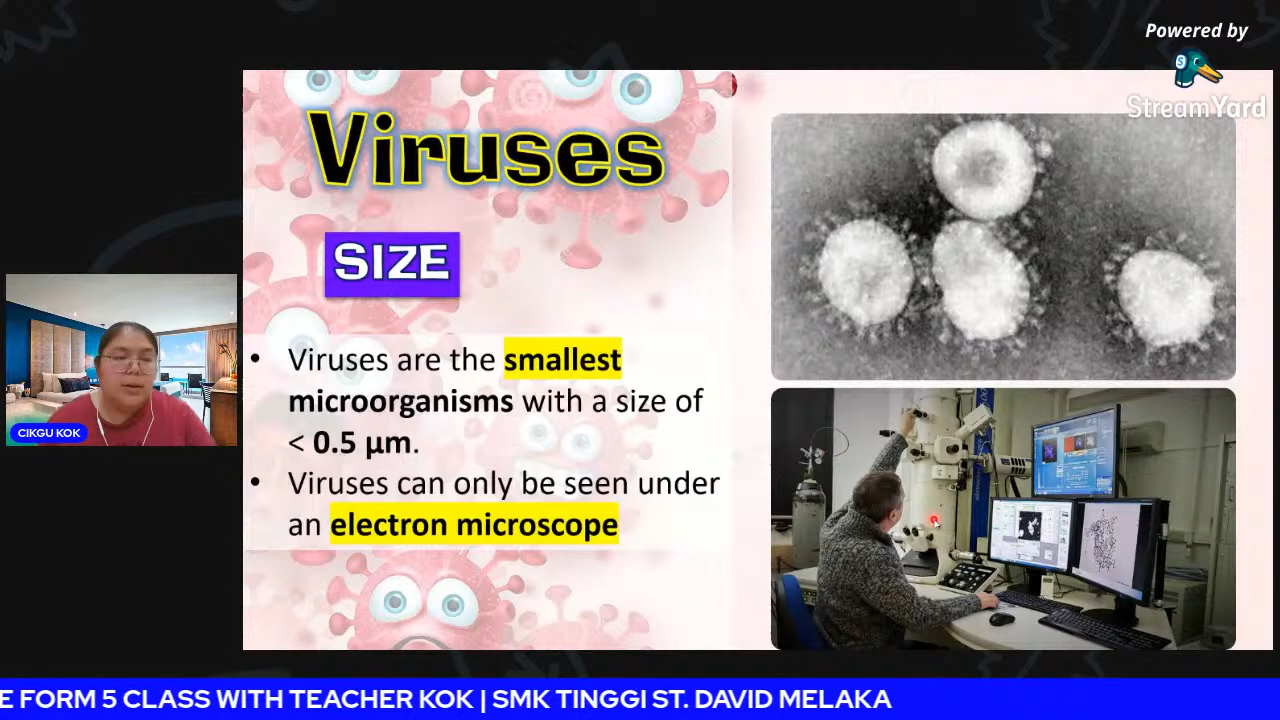 Powered by
StreamYard
Viruses
SIZE
• Viruses are the smallest
microorganisms with a size of
< 0.5 µm.
• Viruses can only be seen under
an electron microscope
CIKGU KOK
E FORM 5 CLASS WITH TEACHER KOK | SMK TINGGI ST. DAVID MELAKA